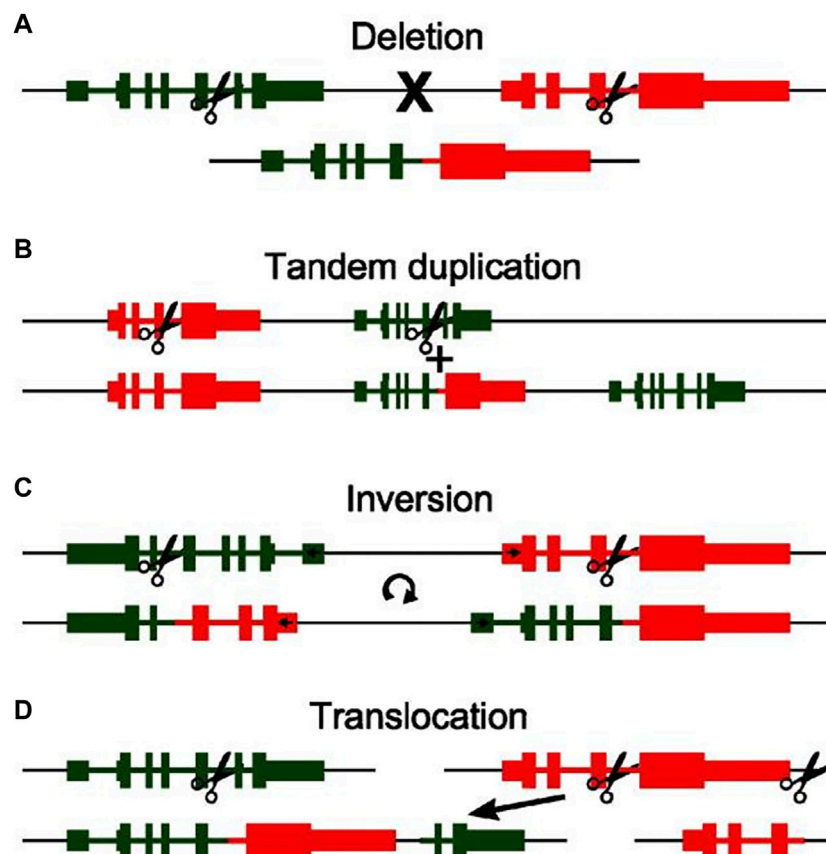 A
Deletion
X
B
Tandem duplication
+
C
Inversion
D
Translocation